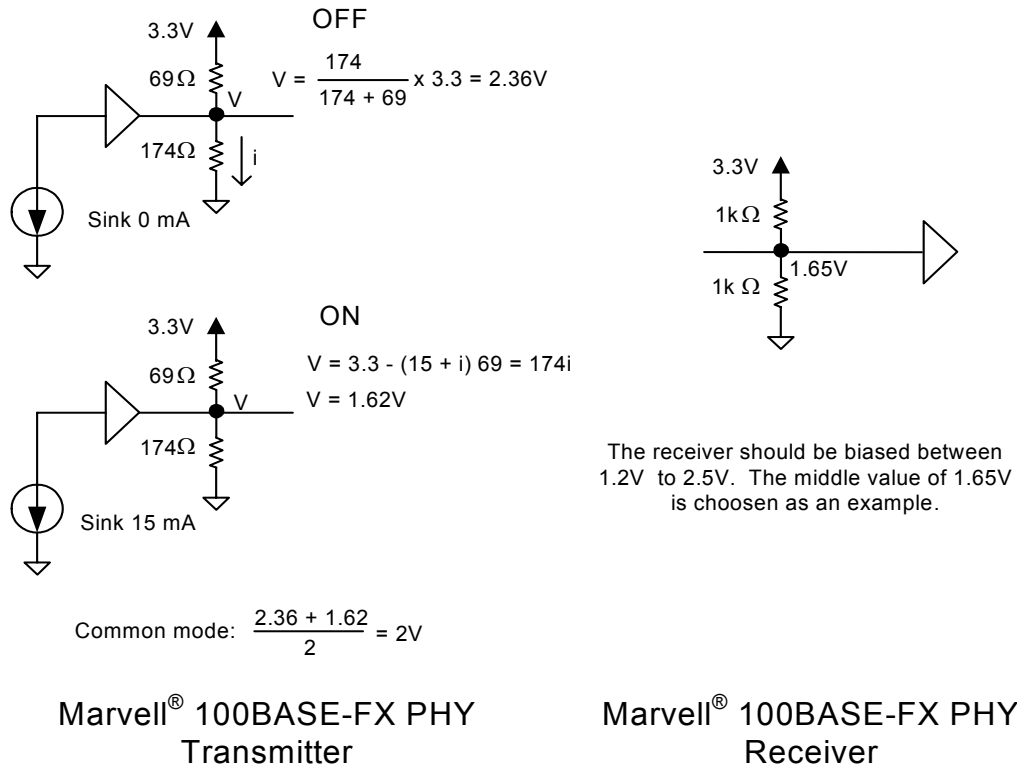 OFF
3.3V
69Ω
V = 174 / 174 + 69 x 3.3 = 2.36V
V
174Ω
i
Sink 0 mA
ON
3.3V
69Ω
V = 3.3 - (15 + i) 69 = 174i
V = 1.62V
V
174Ω
Sink 15 mA
Common mode: 2.36 + 1.62 / 2 = 2V
Marvell® 100BASE-FX PHY
Transmitter
3.3V
1kΩ
1.65V
1k Ω
The receiver should be biased between
1.2V to 2.5V. The middle value of 1.65V
is choosen as an example.
Marvell® 100BASE-FX PHY
Receiver